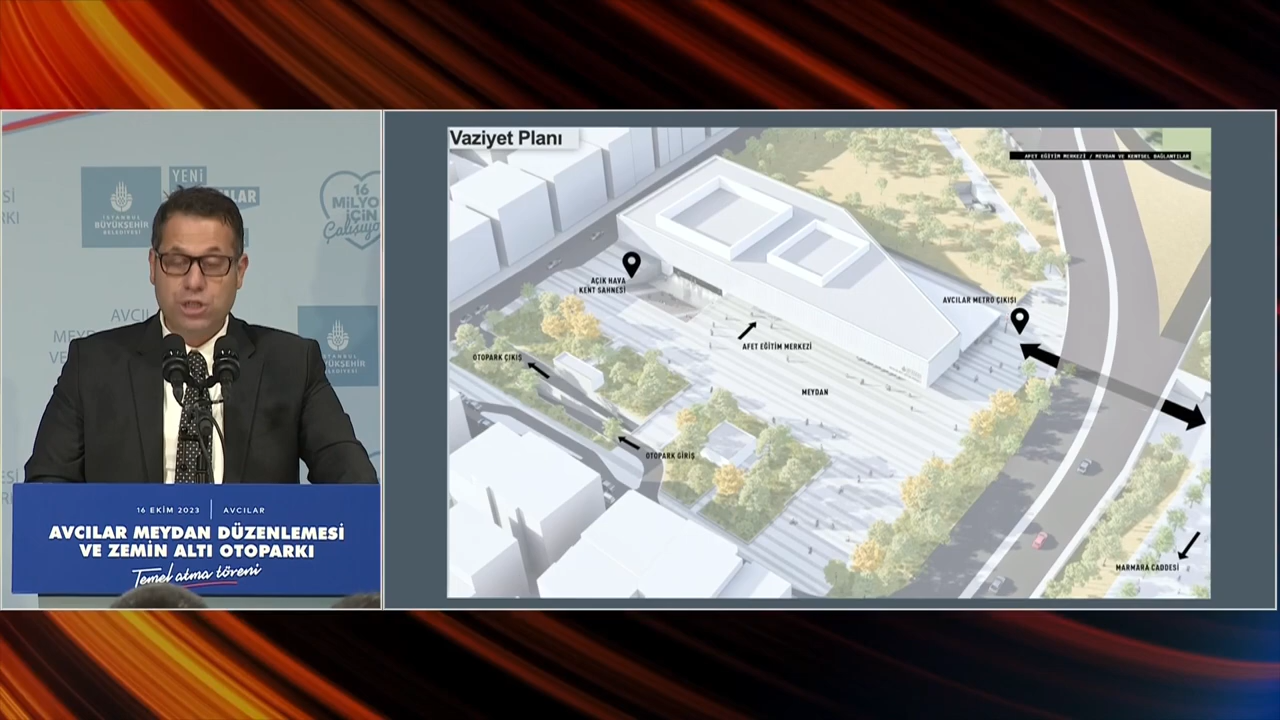 YENİ
İSTANBUL
BÜYÜKŞEHİR
BELEDİYESİ
16
MİLYON
İÇİN
Çalışıyor
AVCIL
16 EKİM 2023 | AVCILAR
AVCILAR MEYDAN DÜZENLEMESİ
VE ZEMİN ALTI OTOPARKI
Temel atma töreni
Vaziyet Planı
AFET EĞİTİM MERKEZİ / MEYDAN VE KENTSEL BAĞLANTILAR
AÇIK HAVA
KENT SAHNESİ
AVCILAR METRO ÇIKIŞI
AFET EĞİTİM MERKEZİ
OTOPARK ÇIKIŞ
MEYDAN
OTOPARK GİRİŞ
MARMARA CADDESİ